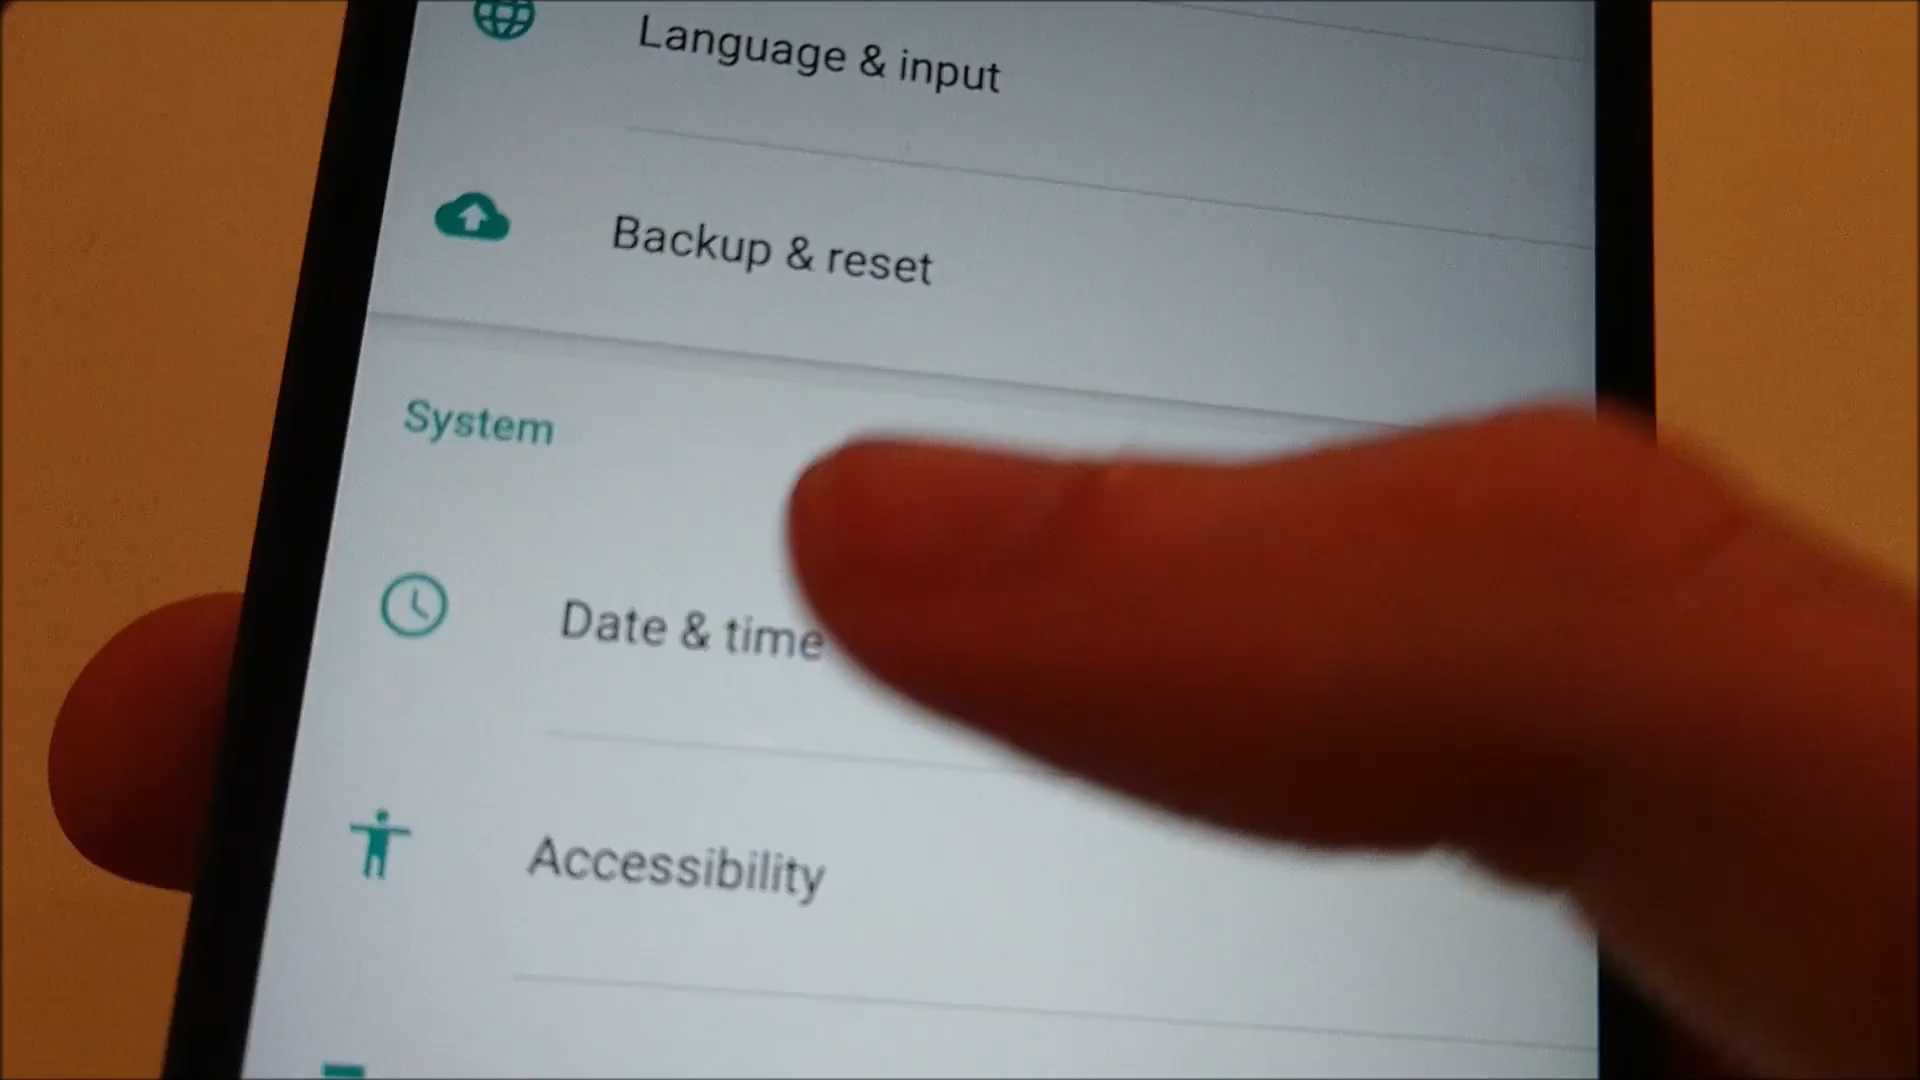 Language & input
Backup & reset
System
Date & time
Accessibility